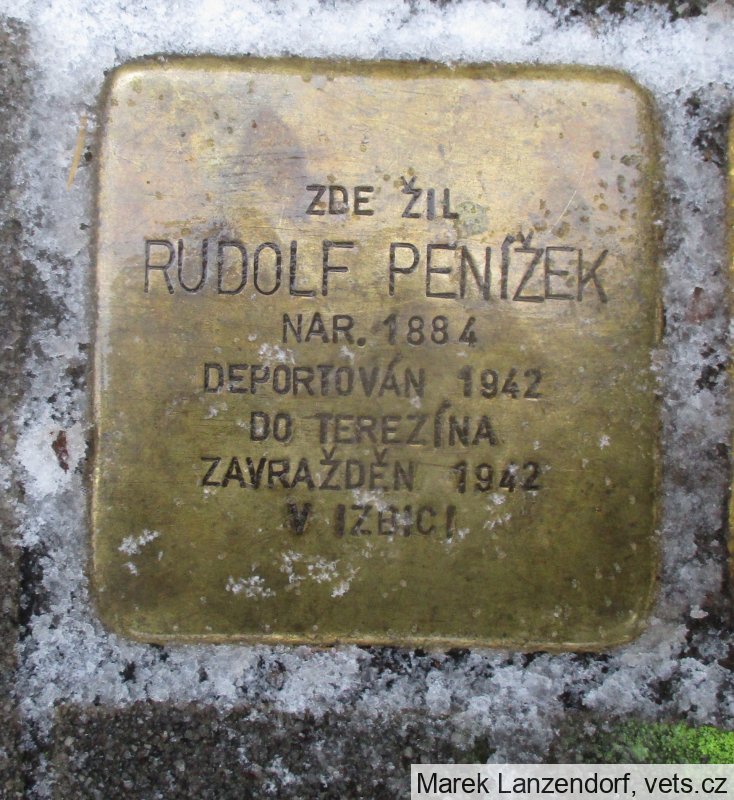 ZDE ŽIL
RUDOLF PENÍŽEK
NAR. 1884
DEPORTOVÁN 1942
DO TEREZÍNA
ZAVRAŽDĚN 1942
V IZBICI
Marek Lanzendorf, vets.cz